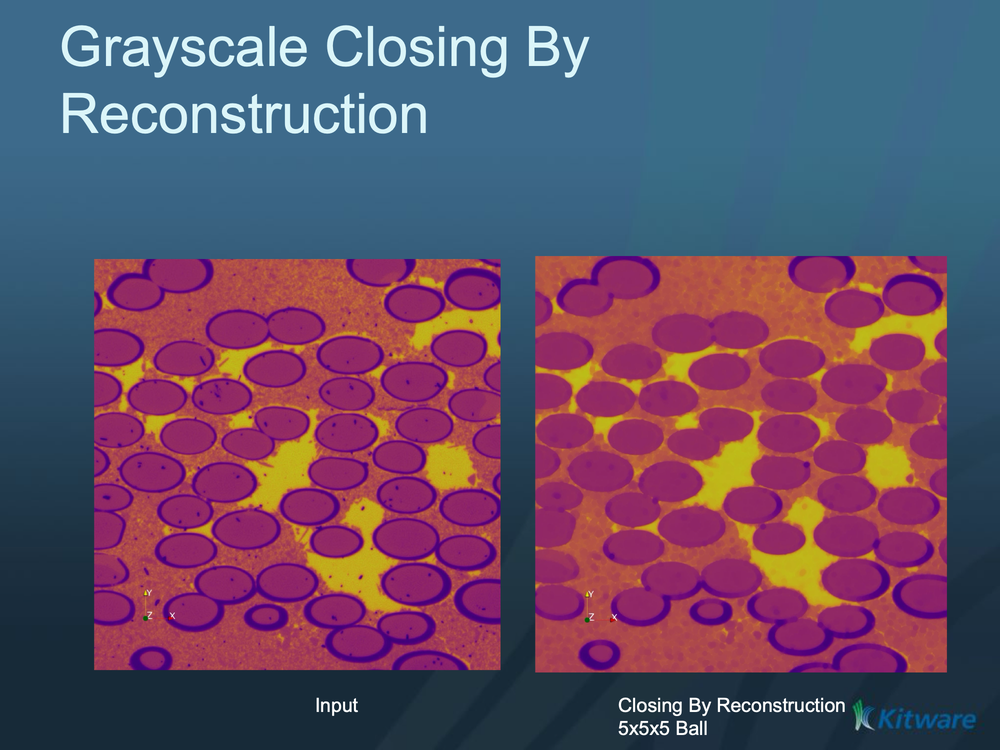 Grayscale Closing By
Reconstruction
Y
Z X
Y
Z X
Input
Closing By Reconstruction
5x5x5 Ball
Kitware